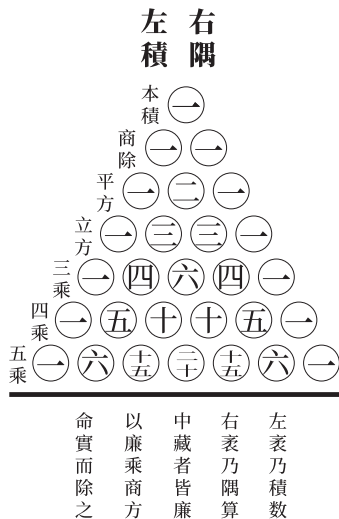 右隅
左積
本積 一
商除 一 一
平方 一 二 一
立方 一 三 三 一
三乘 一 四 六 四 一
四乘 一 五 十 十 五 一
五乘 一 六 十五 二十 十五 六 一
左袤乃積数
右袤乃隅算
中藏者皆廉
以廉乘商方
命實而除之